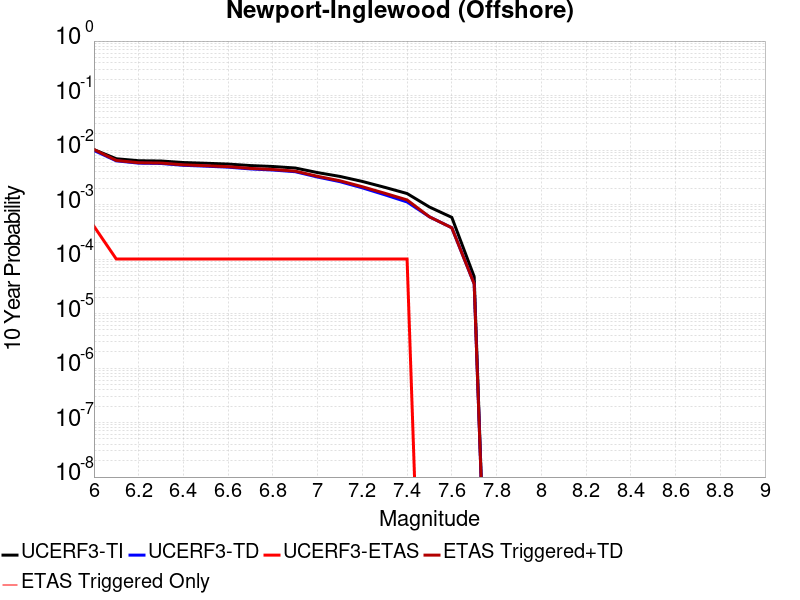 Newport-Inglewood (Offshore)
10^0
10^-1
10^-2
10^-3
10^-4
10^-5
10^-6
10^-7
10^-8
10 Year Probability
6 6.2 6.4 6.6 6.8 7 7.2 7.4 7.6 7.8 8 8.2 8.4 8.6 8.8 9
Magnitude
UCERF3-TI UCERF3-TD UCERF3-ETAS ETAS Triggered+TD
ETAS Triggered Only